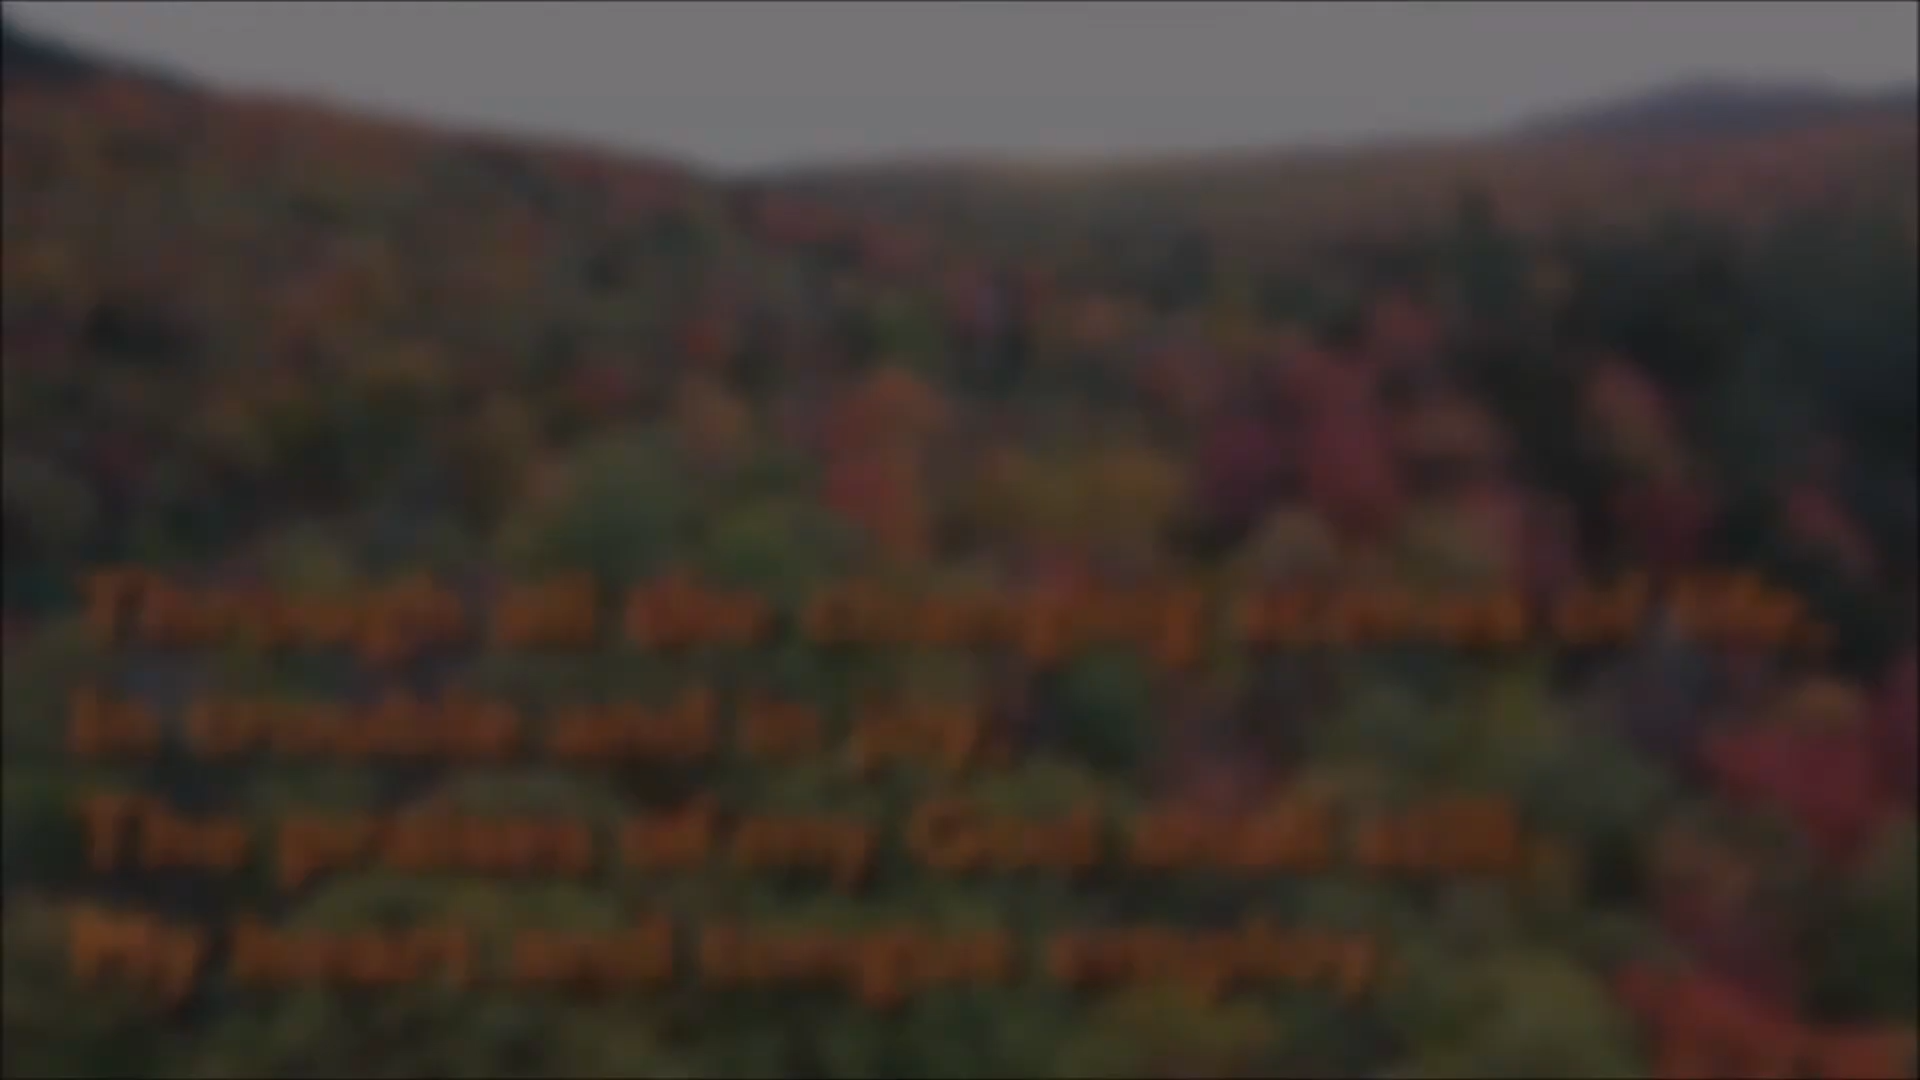 Through all the changing scenes of life,
In trouble and in joy,
The praises of my God shall still
My heart and tongue employ